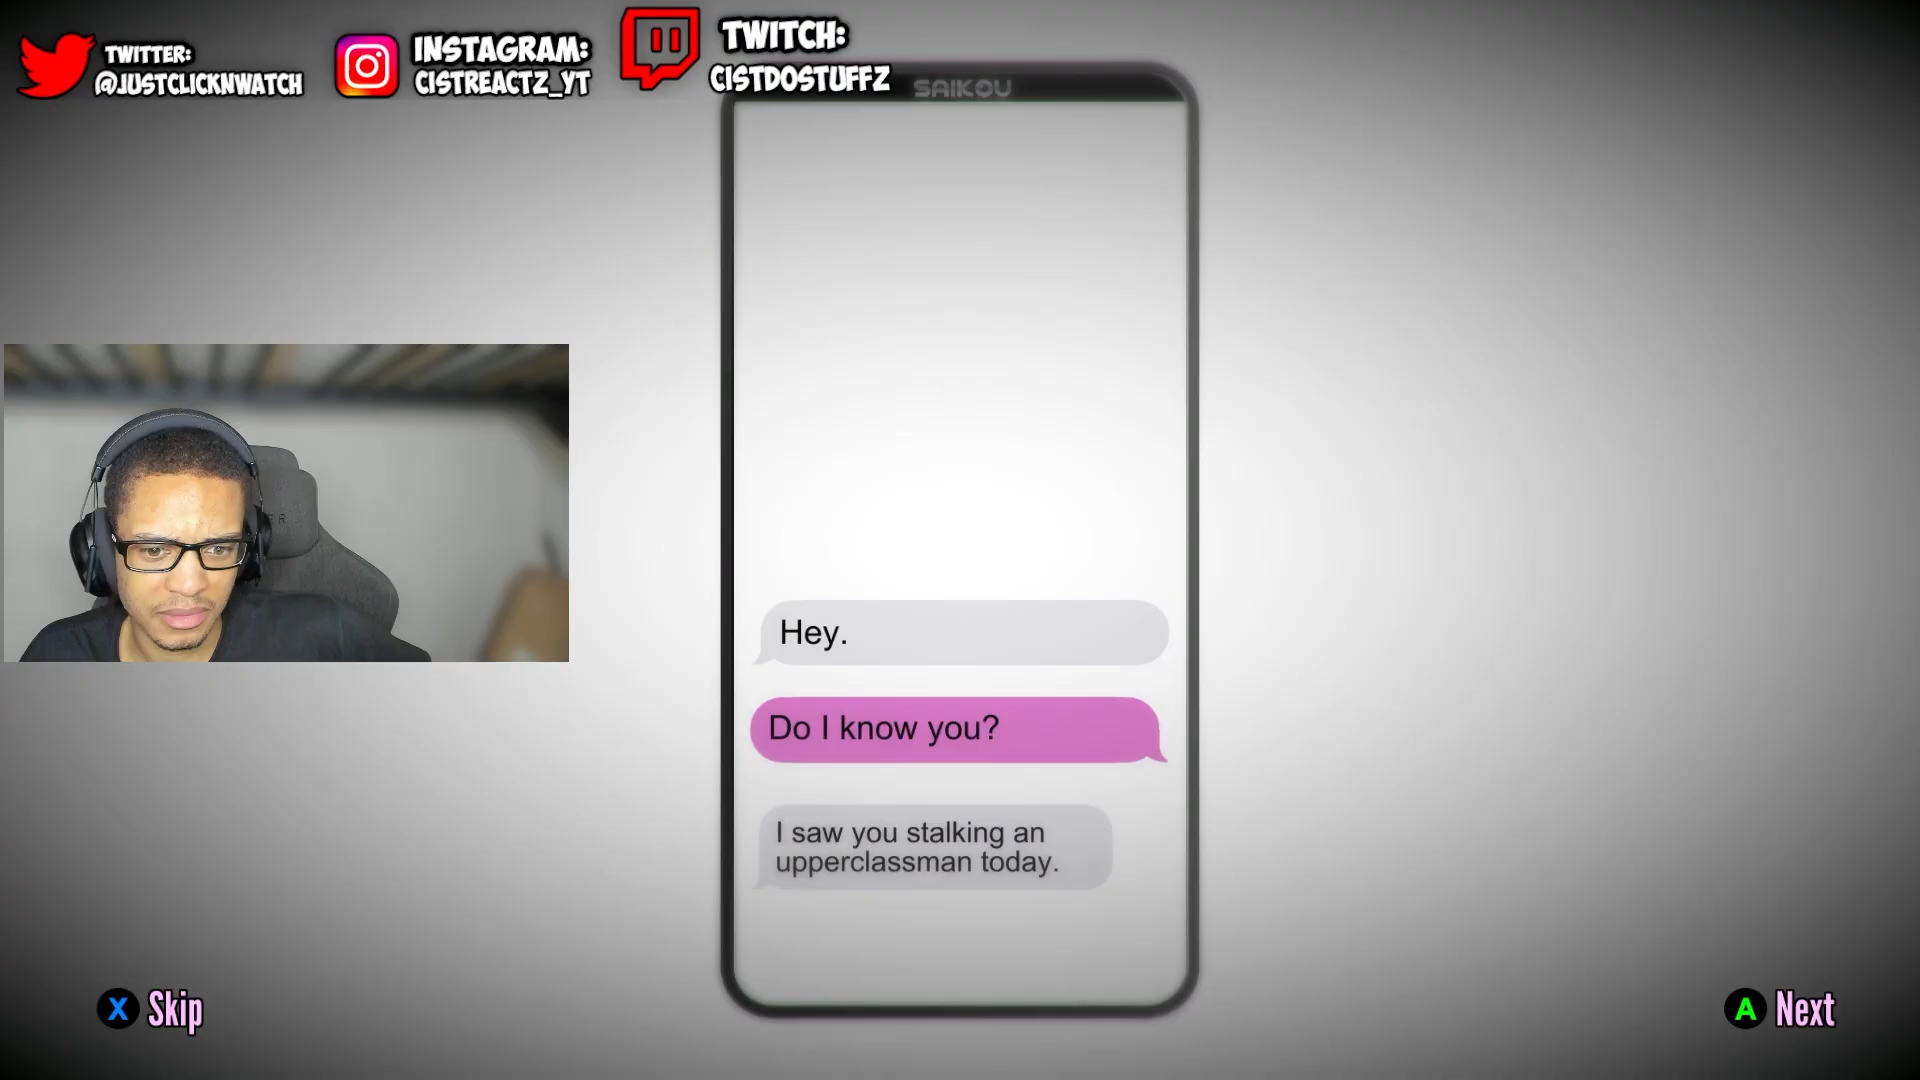 TWITTER:
@JUSTCLICKNWATCH
INSTAGRAM:
CISTREACTZ_YT
TWITCH:
CISTDOSTUFFZ
SAIKOU
Hey.
Do I know you?
I saw you stalking an
upperclassman today.
X Skip
A Next